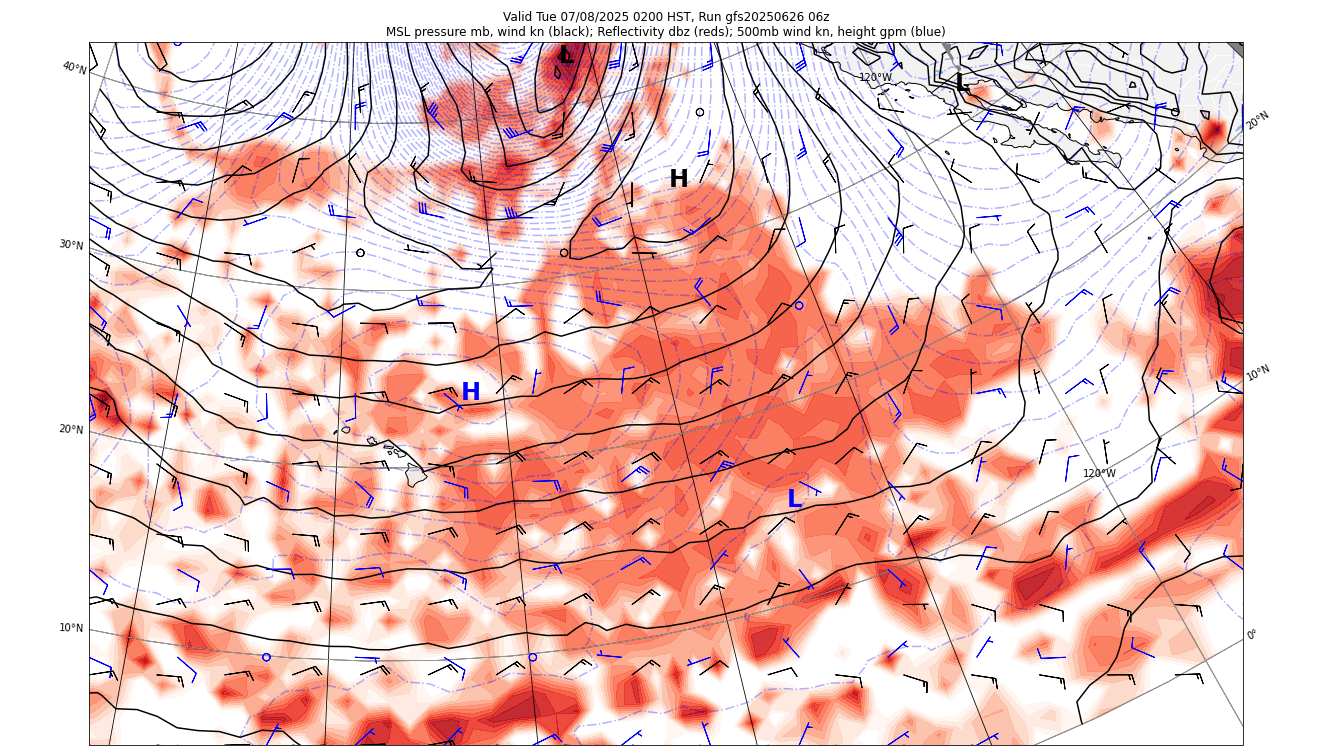 Valid Tue 07/08/2025 0200 HST, Run gfs20250626 06z
MSL pressure mb, wind kn (black); Reflectivity dbz (reds); 500mb wind kn, height gpm (blue)
L
40°N
120°W
L
20°N
H
30°N
10°N
H
20°N
120°W
L
10°N
0°